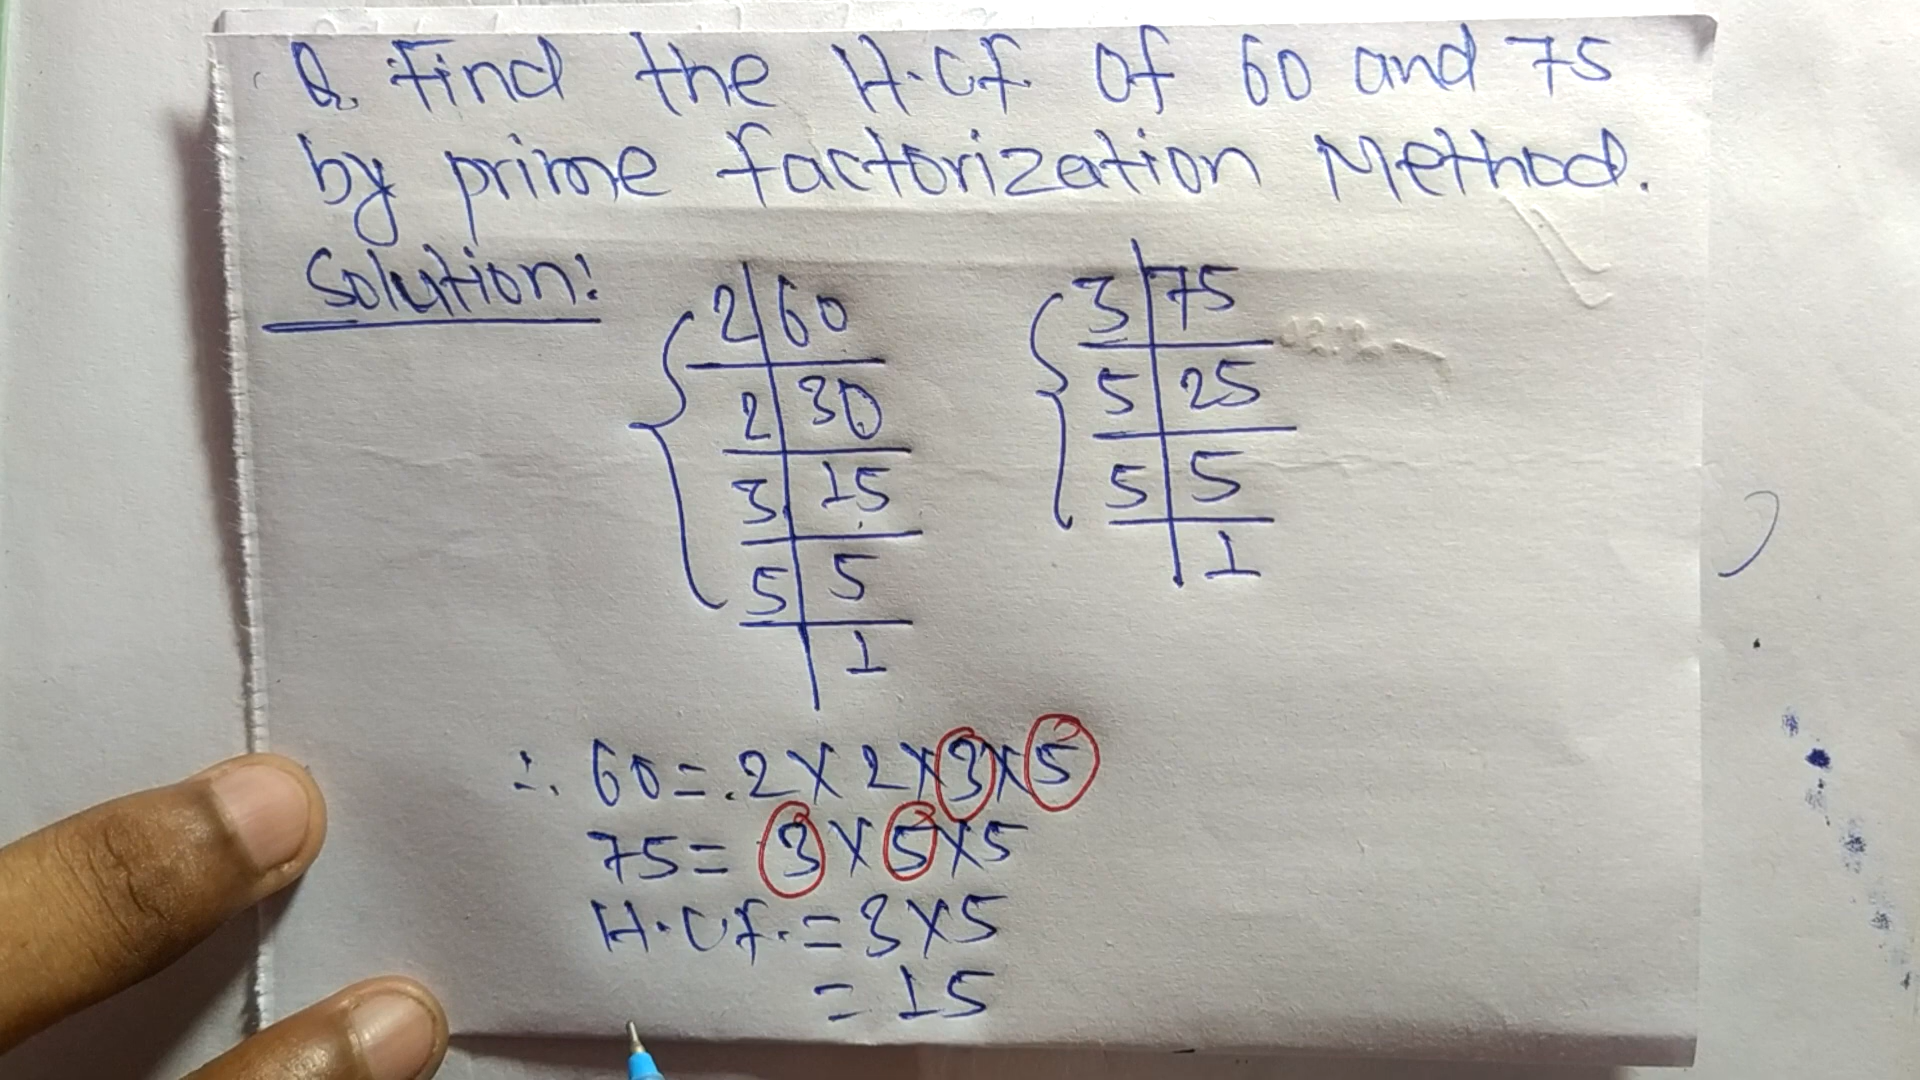 Q. Find the H.C.F. of 60 and 75
by prime factorization Method.
Solution:
2 | 60
2 | 30
3 | 15
5 | 5
1
3 | 75
5 | 25
5 | 5
1
∴ 60 = 2 × 2 × 3 × 5
75 = 3 × 5 × 5
H.C.F. = 3 × 5
= 15